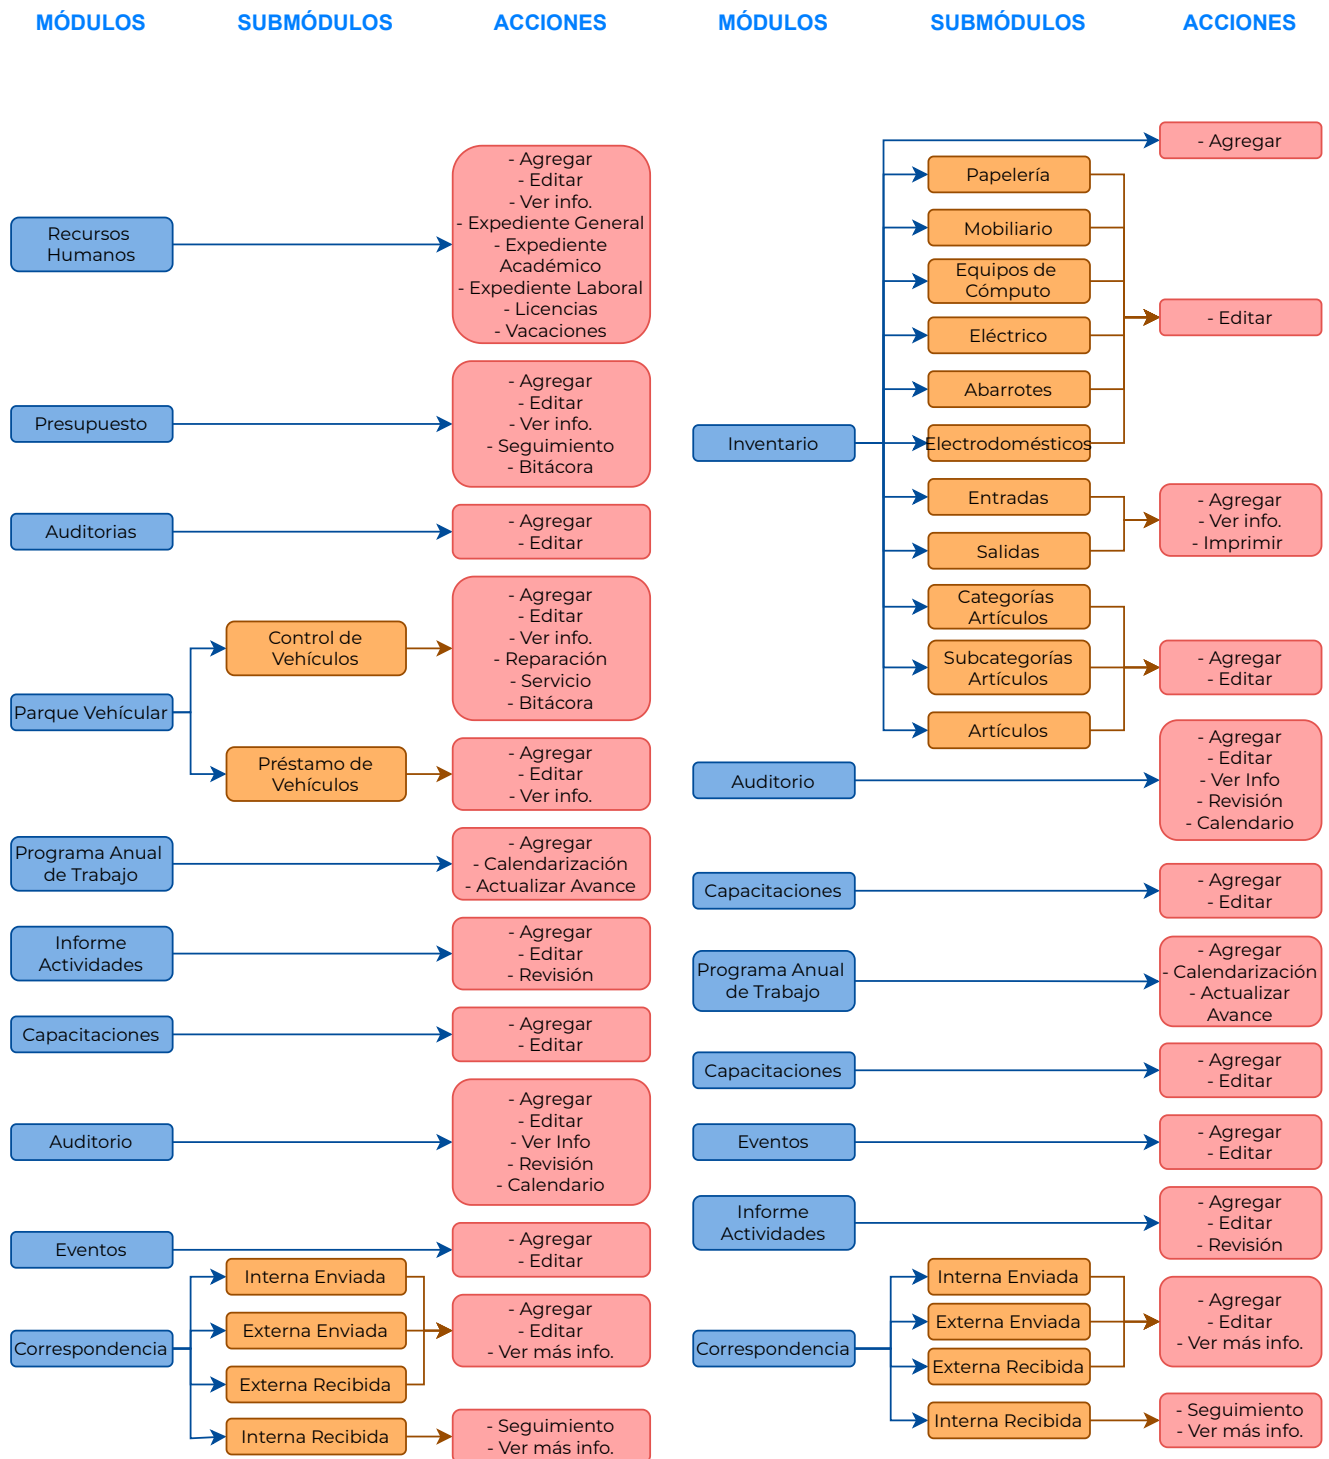 MÓDULOS
SUBMÓDULOS
ACCIONES
Recursos
Humanos
- Agregar
- Editar
- Ver info.
- Expediente General
- Expediente
Académico
- Expediente Laboral
- Licencias
- Vacaciones
Presupuesto
- Agregar
- Editar
- Ver info.
- Seguimiento
- Bitácora
Auditorias
- Agregar
- Editar
Parque Vehícular
Control de
Vehículos
- Agregar
- Editar
- Ver info.
- Reparación
- Servicio
- Bitácora
Préstamo de
Vehículos
- Agregar
- Editar
- Ver info.
Programa Anual
de Trabajo
- Agregar
- Calendarización
- Actualizar Avance
Informe
Actividades
- Agregar
- Editar
- Revisión
Capacitaciones
- Agregar
- Editar
Auditorio
- Agregar
- Editar
- Ver Info
- Revisión
- Calendario
Eventos
- Agregar
- Editar
Correspondencia
Interna Enviada
Externa Enviada
Externa Recibida
- Agregar
- Editar
- Ver más info.
Interna Recibida
- Seguimiento
- Ver más info.
MÓDULOS
SUBMÓDULOS
ACCIONES
Inventario
- Agregar
Papelería
Mobiliario
Equipos de
Cómputo
Eléctrico
Abarrotes
Electrodomésticos
- Editar
Entradas
Salidas
- Agregar
- Ver info.
- Imprimir
Categorías
Artículos
Subcategorías
Artículos
Artículos
- Agregar
- Editar
Auditorio
- Agregar
- Editar
- Ver Info
- Revisión
- Calendario
Capacitaciones
- Agregar
- Editar
Programa Anual
de Trabajo
- Agregar
- Calendarización
- Actualizar
Avance
Capacitaciones
- Agregar
- Editar
Eventos
- Agregar
- Editar
Informe
Actividades
- Agregar
- Editar
- Revisión
Correspondencia
Interna Enviada
Externa Enviada
Externa Recibida
- Agregar
- Editar
- Ver más info.
Interna Recibida
- Seguimiento
- Ver más info.